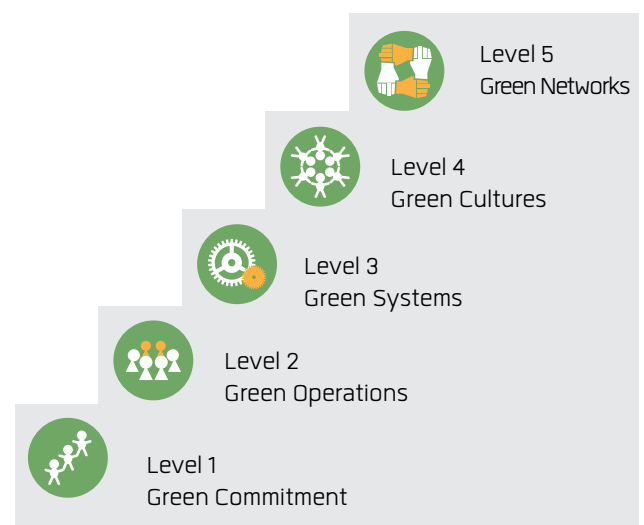 Level 5
Green Networks
Level 4
Green Cultures
Level 3
Green Systems
Level 2
Green Operations
Level 1
Green Commitment